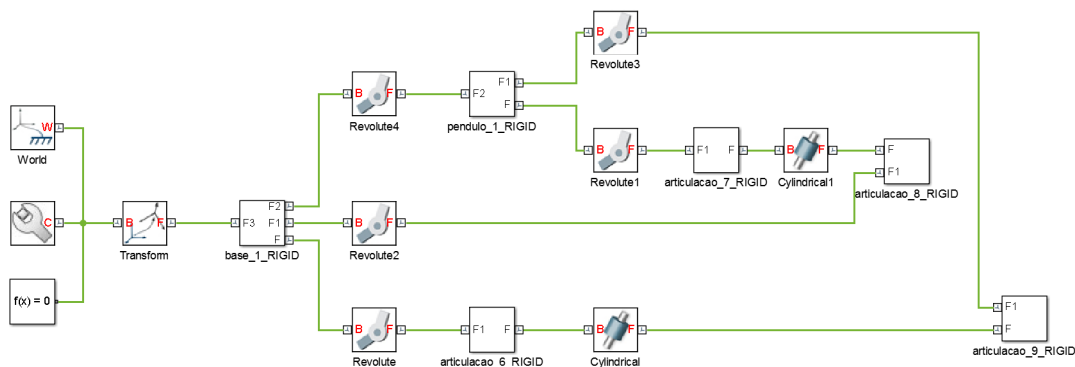 B F
Revolute3
B F
Revolute4
F2 F1 F
pendulo_1_RIGID
W
World
B F
Revolute1
F1 F
articulacao_7_RIGID
B F
Cylindrical1
F
F1
articulacao_8_RIGID
C
B F
Transform
F3 F2 F1 F
base_1_RIGID
B F
Revolute2
f(x) = 0
B F
Revolute
F1 F
articulacao_6_RIGID
B F
Cylindrical
F1
F
articulacao_9_RIGID